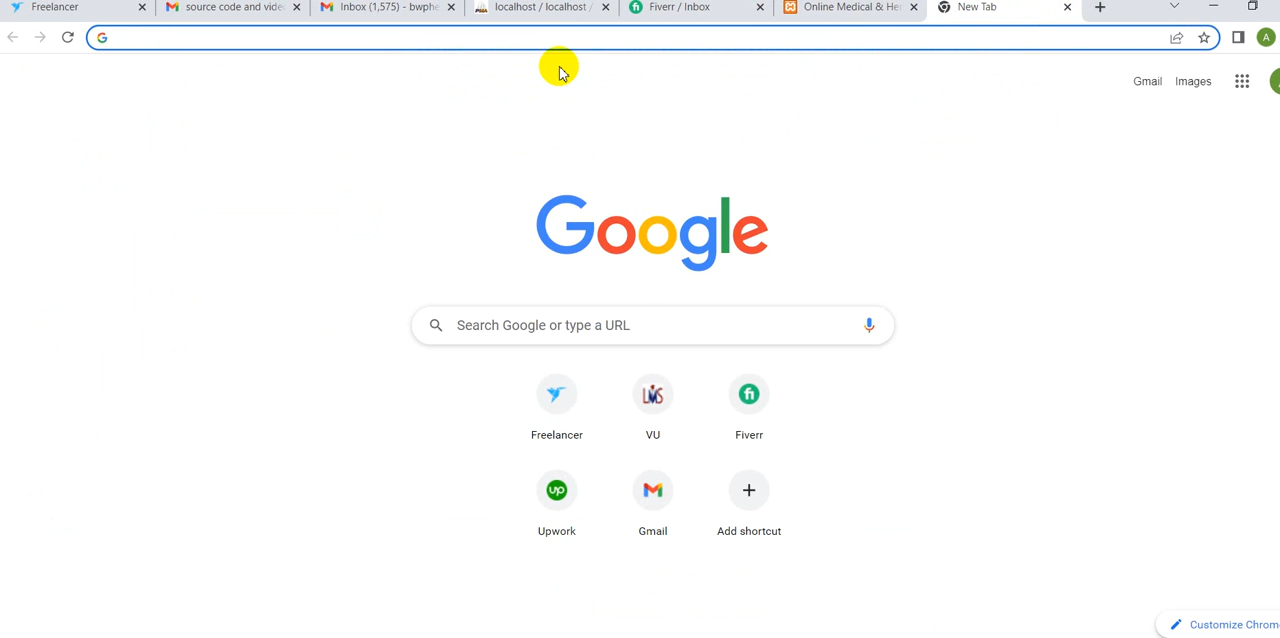 Freelancer
source code and vide
Inbox (1,575) - bwphe
localhost / localhost /
Fiverr / Inbox
Online Medical & Her
New Tab
A
Gmail Images
Google
Search Google or type a URL
Freelancer VU Fiverr
Upwork Gmail Add shortcut
Customize Chrom